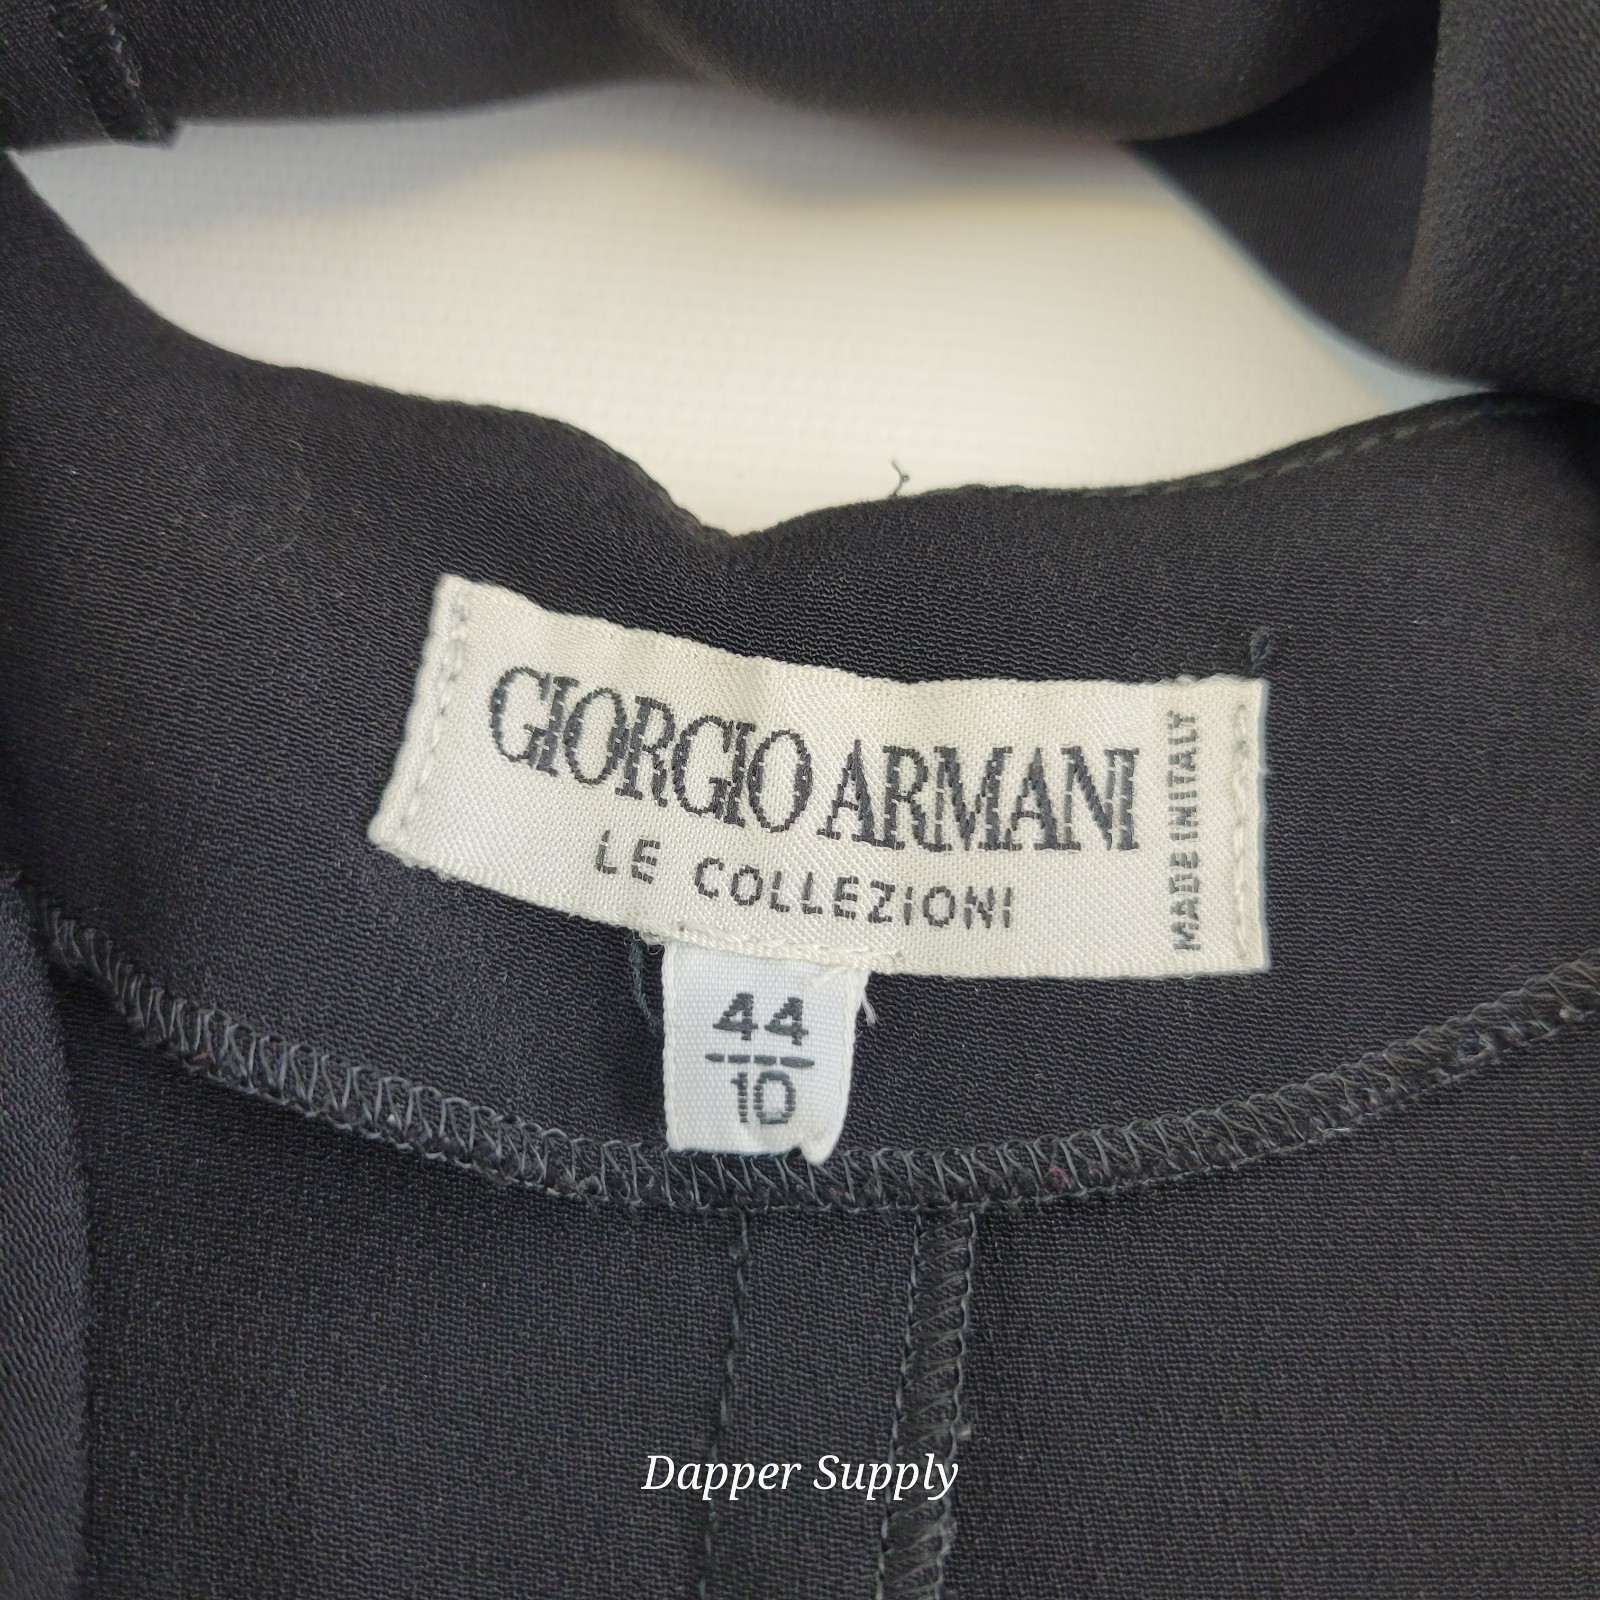 GIORGIO ARMANI
LE COLLEZIONI
MADE IN ITALY
44
10
Dapper Supply